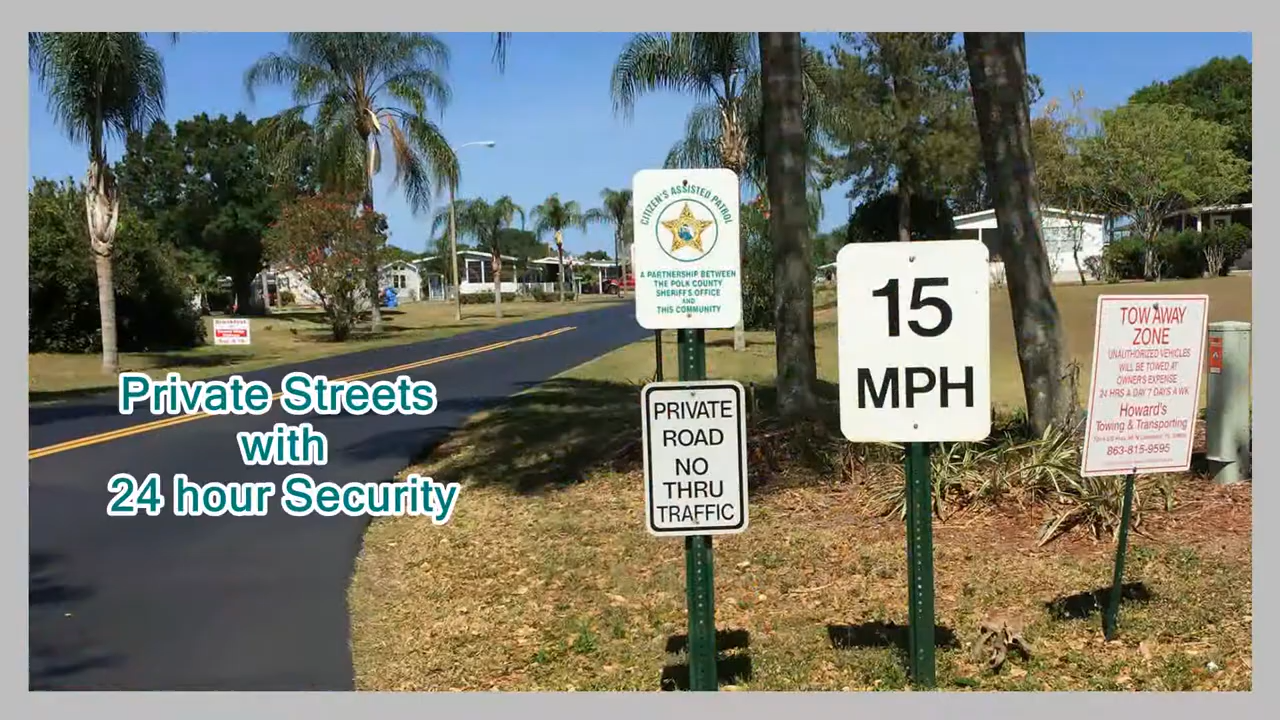 Private Streets
with
24 hour Security
CITIZEN'S ASSISTED PATROL
A PARTNERSHIP BETWEEN
THE POLK COUNTY
SHERIFF'S OFFICE
AND
THIS COMMUNITY
PRIVATE
ROAD
NO
THRU
TRAFFIC
15
MPH
TOW AWAY
ZONE
UNAUTHORIZED VEHICLES
WILL BE TOWED AT
OWNER'S EXPENSE
24 HRS A DAY 7 DAYS A WK
Howard's
Towing & Transporting
863-815-9595